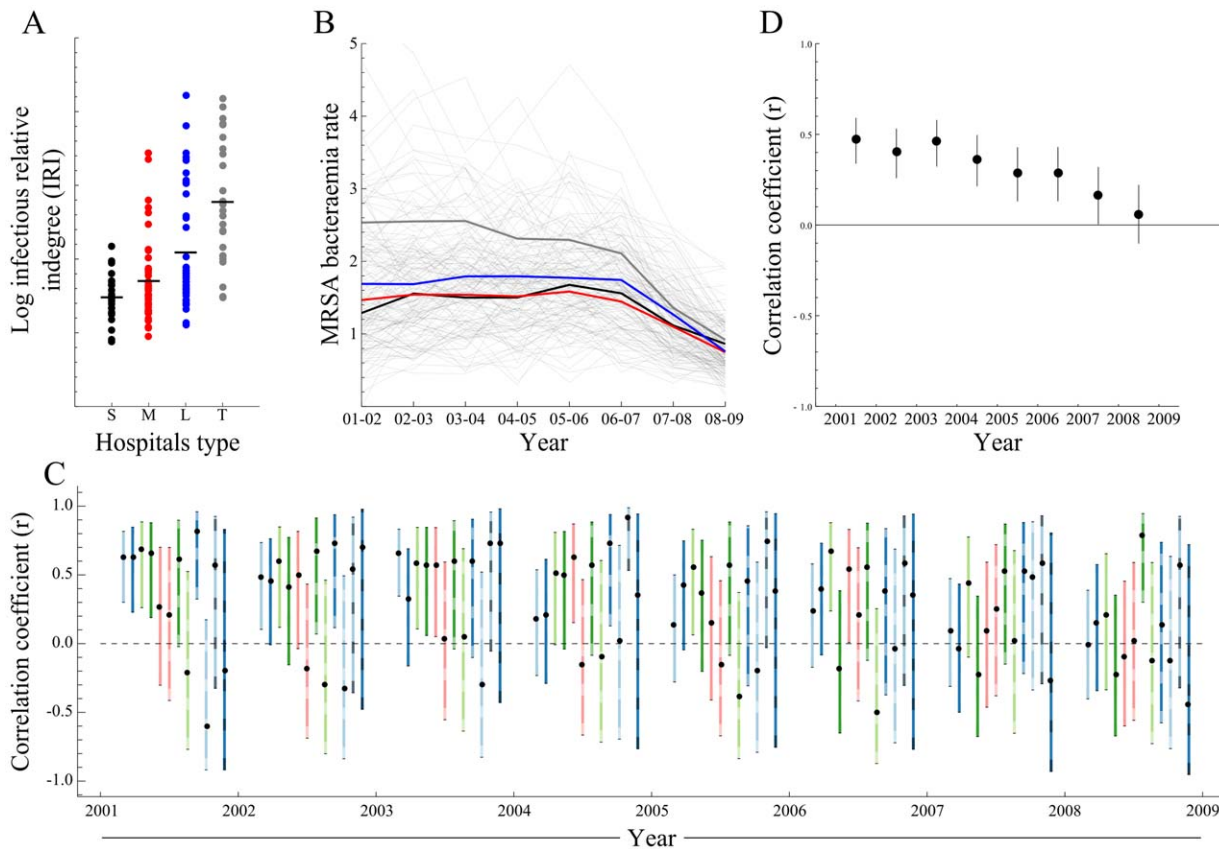 A
Log infectious relative
indegree (IRI)
S M L T
Hospitals type
B
MRSA bacteraemia rate
5
4
3
2
1
01-02 02-03 03-04 04-05 05-06 06-07 07-08 08-09
Year
D
Correlation coefficient (r)
1.0
0.5
0.0
-0.5
-1.0
2001 2002 2003 2004 2005 2006 2007 2008 2009
Year
C
Correlation coefficient (r)
1.0
0.5
0.0
-0.5
-1.0
2001 2002 2003 2004 2005 2006 2007 2008 2009
Year